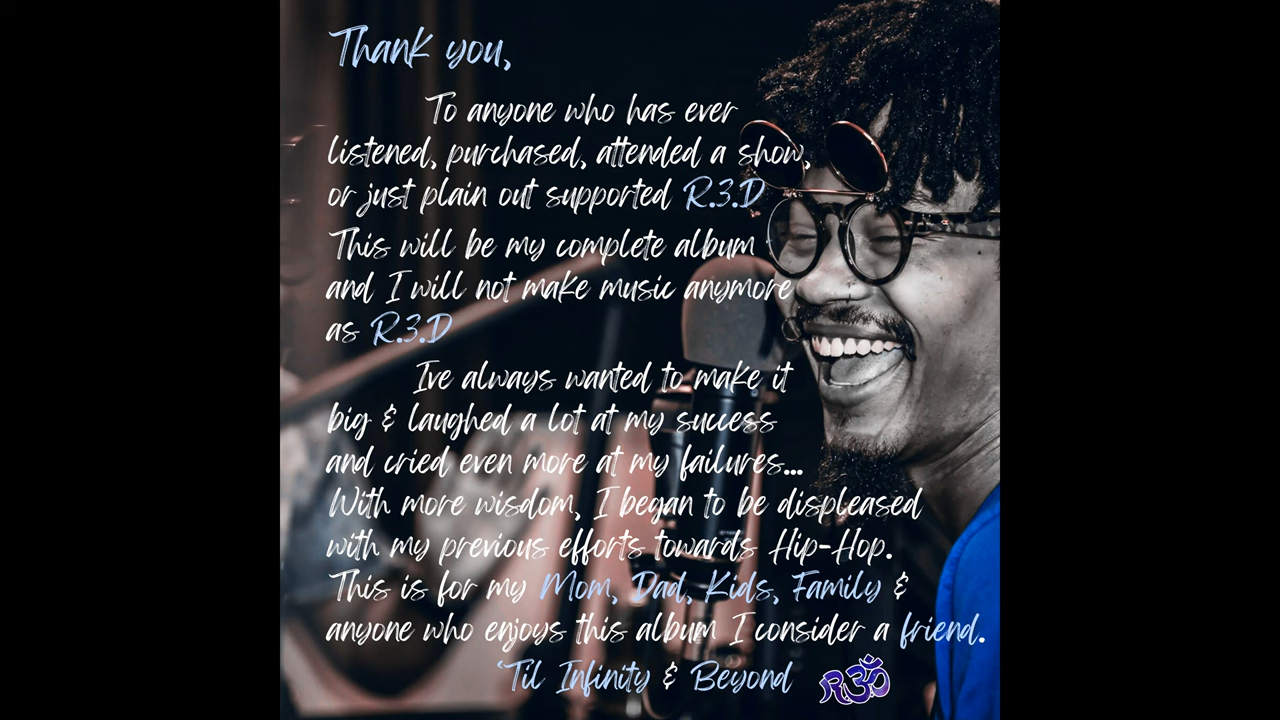 Thank you,
To anyone who has ever
listened, purchased, attended a show,
or just plain out supported R.3.D
This will be my complete album
and I will not make music anymore
as R.3.D
Ive always wanted to make it
big & laughed a lot at my success
and cried even more at my failures...
With more wisdom, I began to be displeased
with my previous efforts towards Hip-Hop.
This is for my Mom, Dad, Kids, Family &
anyone who enjoys this album I consider a friend.
'Til Infinity & Beyond
R3ॐ